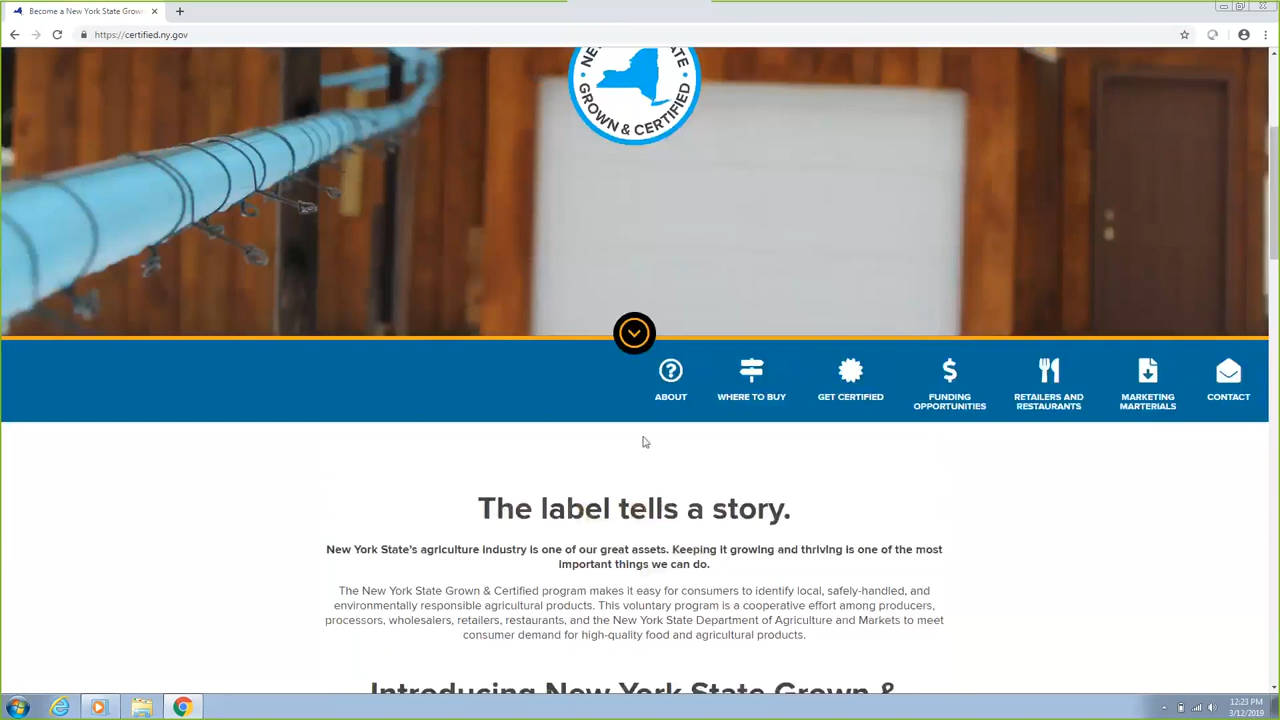 Become a New York State Grow
https://certified.ny.gov
GROWN & CERTIFIED
ABOUT
WHERE TO BUY
GET CERTIFIED
FUNDING
OPPORTUNITIES
RETAILERS AND
RESTAURANTS
MARKETING
MARTERIALS
CONTACT
The label tells a story.
New York State's agriculture industry is one of our great assets. Keeping it growing and thriving is one of the most
important things we can do.
The New York State Grown & Certified program makes it easy for consumers to identify local, safely-handled, and
environmentally responsible agricultural products. This voluntary program is a cooperative effort among producers,
processors, wholesalers, retailers, restaurants, and the New York State Department of Agriculture and Markets to meet
consumer demand for high-quality food and agricultural products.
Introducing New York State Grown &
12:23 PM
3/12/2019